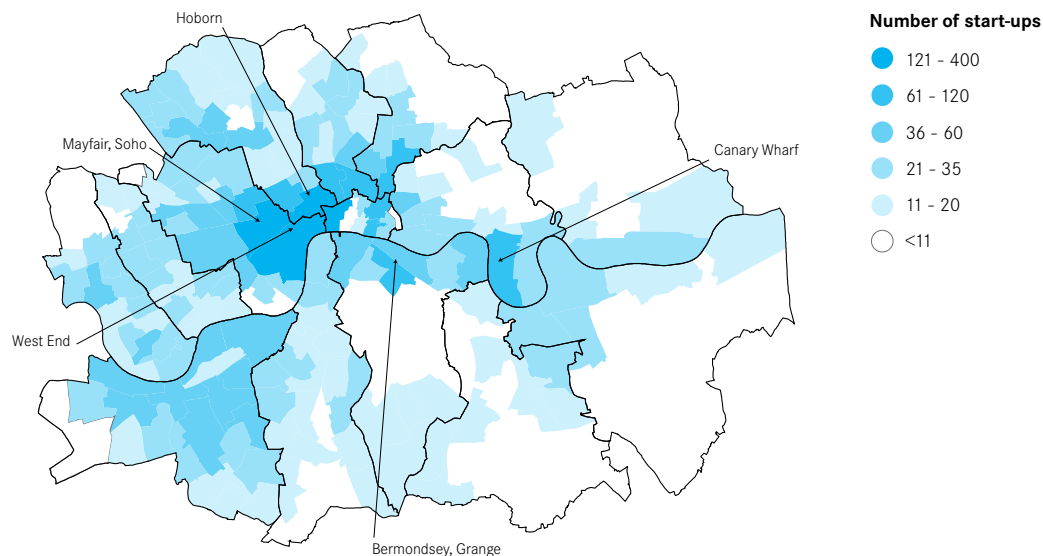 Hoborn
Number of start-ups
121 - 400
61 - 120
36 - 60
21 - 35
11 - 20
<11
Mayfair, Soho
Canary Wharf
West End
Bermondsey, Grange